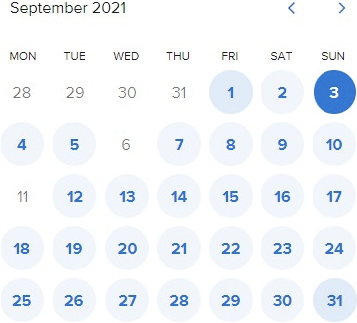 September 2021
MON TUE WED THU FRI SAT SUN
28 29 30 31 1 2 3
4 5 6 7 8 9 10
11 12 13 14 15 16 17
18 19 20 21 22 23 24
25 26 27 28 29 30 31